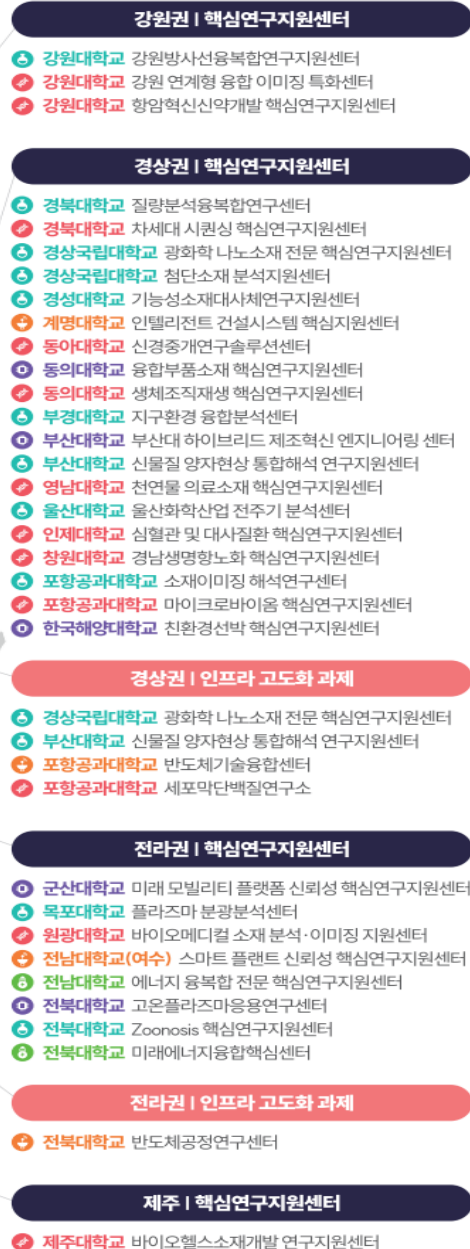 강원권 | 핵심연구지원센터
강원대학교 강원방사선융복합연구지원센터
강원대학교 강원 연계형 융합 이미징 특화센터
강원대학교 항암혁신신약개발 핵심연구지원센터
경상권 | 핵심연구지원센터
경북대학교 질량분석융복합연구센터
경북대학교 차세대 시퀀싱 핵심연구지원센터
경상국립대학교 광화학 나노소재 전문 핵심연구지원센터
경상국립대학교 첨단소재 분석지원센터
경성대학교 기능성소재대사체연구지원센터
계명대학교 인텔리전트 건설시스템 핵심지원센터
동아대학교 신경중개연구솔루션센터
동의대학교 융합부품소재 핵심연구지원센터
동의대학교 생체조직재생 핵심연구지원센터
부경대학교 지구환경 융합분석센터
부산대학교 부산대 하이브리드 제조혁신 엔지니어링 센터
부산대학교 신물질 양자현상 통합해석 연구지원센터
영남대학교 천연물 의료소재 핵심연구지원센터
울산대학교 울산화학산업 전주기 분석센터
인제대학교 심혈관 및 대사질환 핵심연구지원센터
창원대학교 경남생명항노화 핵심연구지원센터
포항공과대학교 소재이미징 해석연구센터
포항공과대학교 마이크로바이옴 핵심연구지원센터
한국해양대학교 친환경선박 핵심연구지원센터
경상권 | 인프라 고도화 과제
경상국립대학교 광화학 나노소재 전문 핵심연구지원센터
부산대학교 신물질 양자현상 통합해석 연구지원센터
포항공과대학교 반도체기술융합센터
포항공과대학교 세포막단백질연구소
전라권 | 핵심연구지원센터
군산대학교 미래 모빌리티 플랫폼 신뢰성 핵심연구지원센터
목포대학교 플라즈마 분광분석센터
원광대학교 바이오메디컬 소재 분석·이미징 지원센터
전남대학교(여수) 스마트 플랜트 신뢰성 핵심연구지원센터
전남대학교 에너지 융복합 전문 핵심연구지원센터
전북대학교 고온플라즈마응용연구센터
전북대학교 Zoonosis 핵심연구지원센터
전북대학교 미래에너지융합핵심센터
전라권 | 인프라 고도화 과제
전북대학교 반도체공정연구센터
제주 | 핵심연구지원센터
제주대학교 바이오헬스소재개발 연구지원센터